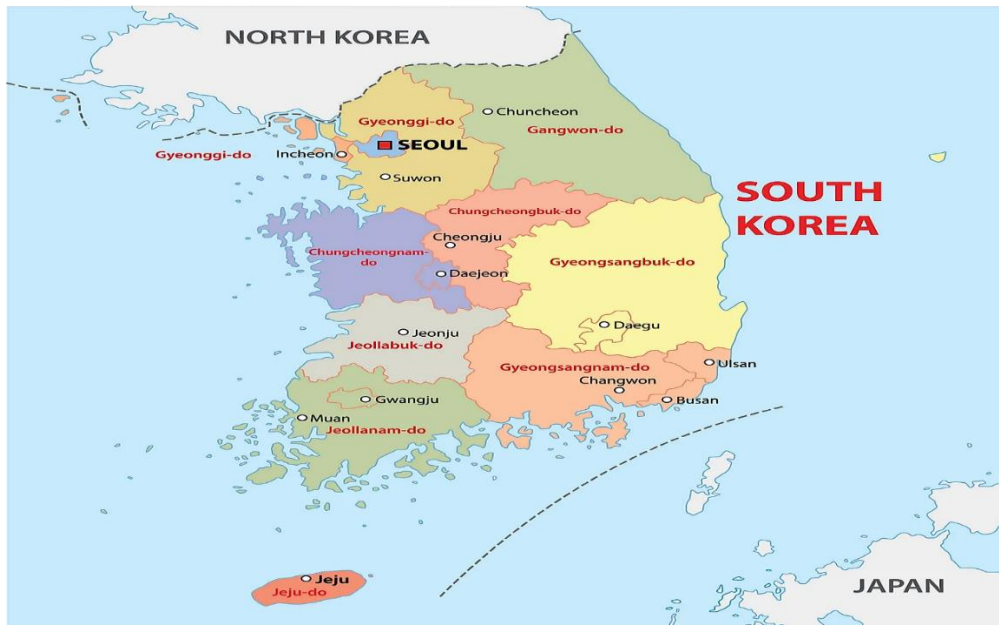 NORTH KOREA
Chuncheon
Gyeonggi-do
Gangwon-do
SEOUL
Gyeonggi-do
Incheon
Suwon
SOUTH
KOREA
Chungcheongbuk-do
Cheongju
Chungcheongnam-
do
Gyeongsangbuk-do
Daejeon
Daegu
Jeonju
Jeollabuk-do
Ulsan
Gyeongsangnam-do
Changwon
Gwangju
Busan
Muan
Jeollanam-do
Jeju
Jeju-do
JAPAN